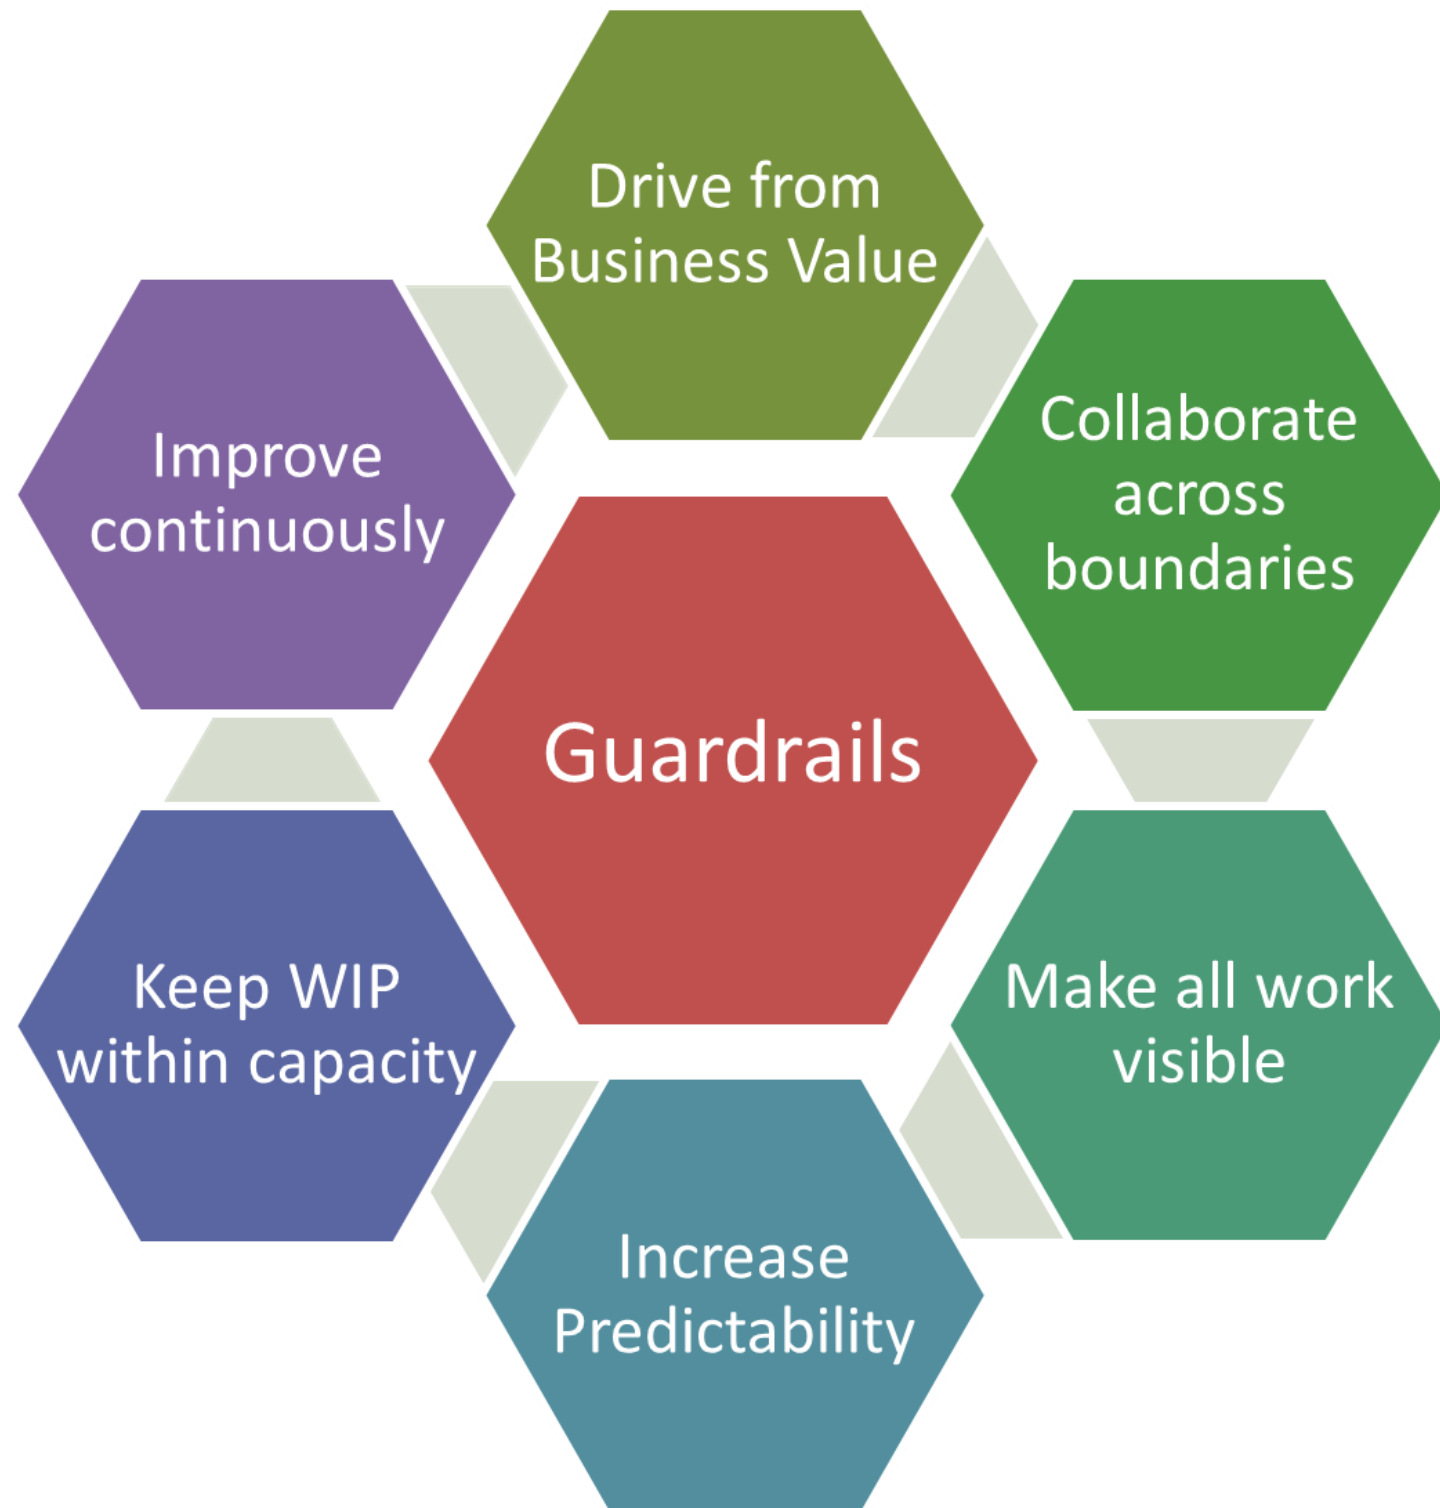 Drive from
Business Value
Collaborate
across
boundaries
Make all work
visible
Increase
Predictability
Keep WIP
within capacity
Improve
continuously
Guardrails